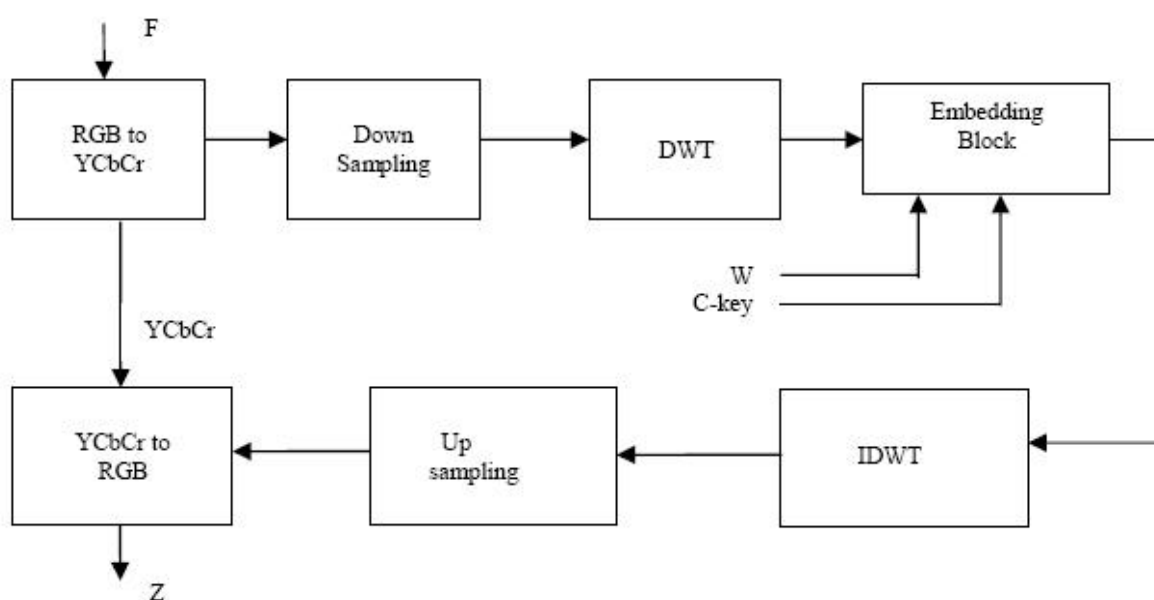 F
RGB to
YCbCr
Down
Sampling
DWT
Embedding
Block
W
C-key
YCbCr
YCbCr to
RGB
Up
sampling
IDWT
Z